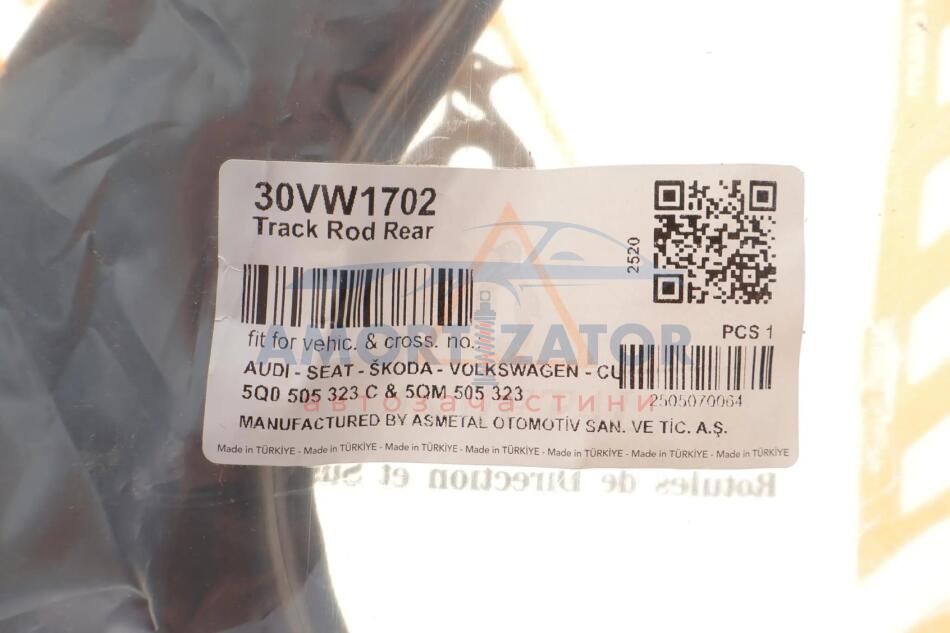 30VW1702
Track Rod Rear
2520
PCS 1
fit for vehic. & cross. no.:
AUDI - SEAT - ŠKODA - VOLKSWAGEN - CU
5Q0 505 323 C & 5QM 505 323
2505070064
MANUFACTURED BY ASMETAL OTOMOTİV SAN. VE TİC. A.Ş.
Made in TÜRKİYE - Made in TÜRKİYE - Made in TÜRKİYE - Made in TÜRKİYE - Made in TÜRKİYE - Made in TÜRKİYE - Made in TÜRKİYE
AMORTIZATOR
автозапчастини
Rotules de Direction et Su